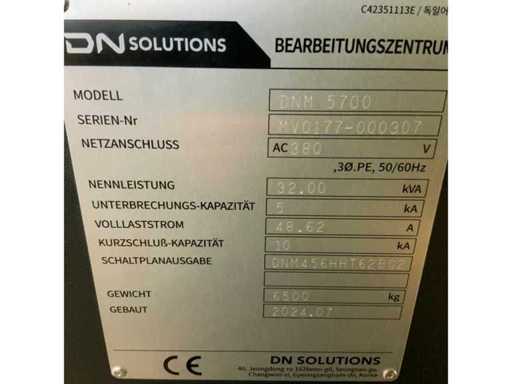 C42351113E / 독일어
DN SOLUTIONS BEARBEITUNGSZENTRUM
MODELL DNM 5700
SERIEN-Nr MV0177-000307
NETZANSCHLUSS AC 380 V
,3Ø.PE, 50/60Hz
NENNLEISTUNG 32.00 kVA
UNTERBRECHUNGS-KAPAZITÄT 5 kA
VOLLLASTSTROM 48.62 A
KURZSCHLUß-KAPAZITÄT 10 kA
SCHALTPLANAUSGABE
GEWICHT 6500 kg
GEBAUT 2024.07
CE DN SOLUTIONS
Korea